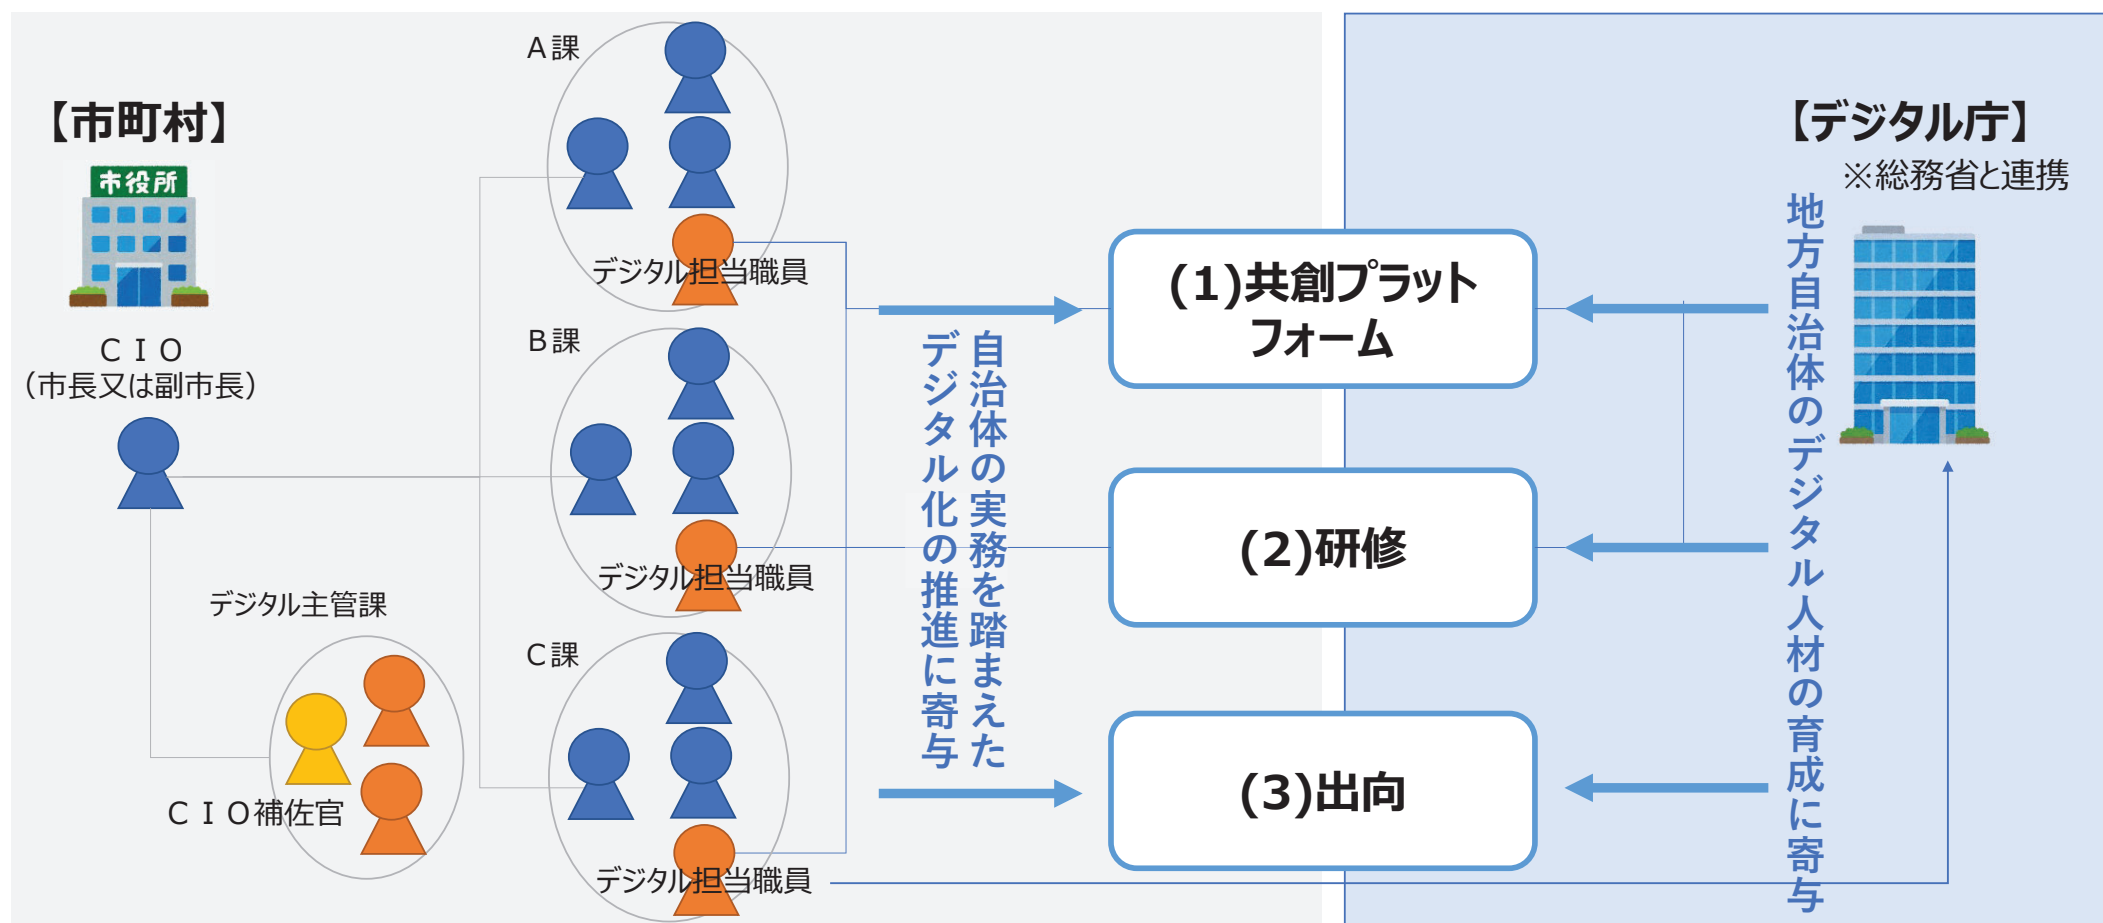 【市町村】
市役所
ＣＩＯ
（市長又は副市長）
デジタル主管課
ＣＩＯ補佐官
Ａ課
デジタル担当職員
Ｂ課
デジタル担当職員
Ｃ課
デジタル担当職員
自治体の実務を踏まえた
デジタル化の推進に寄与
(1)共創プラット
フォーム
(2)研修
(3)出向
【デジタル庁】
※総務省と連携
地方自治体のデジタル人材の育成に寄与